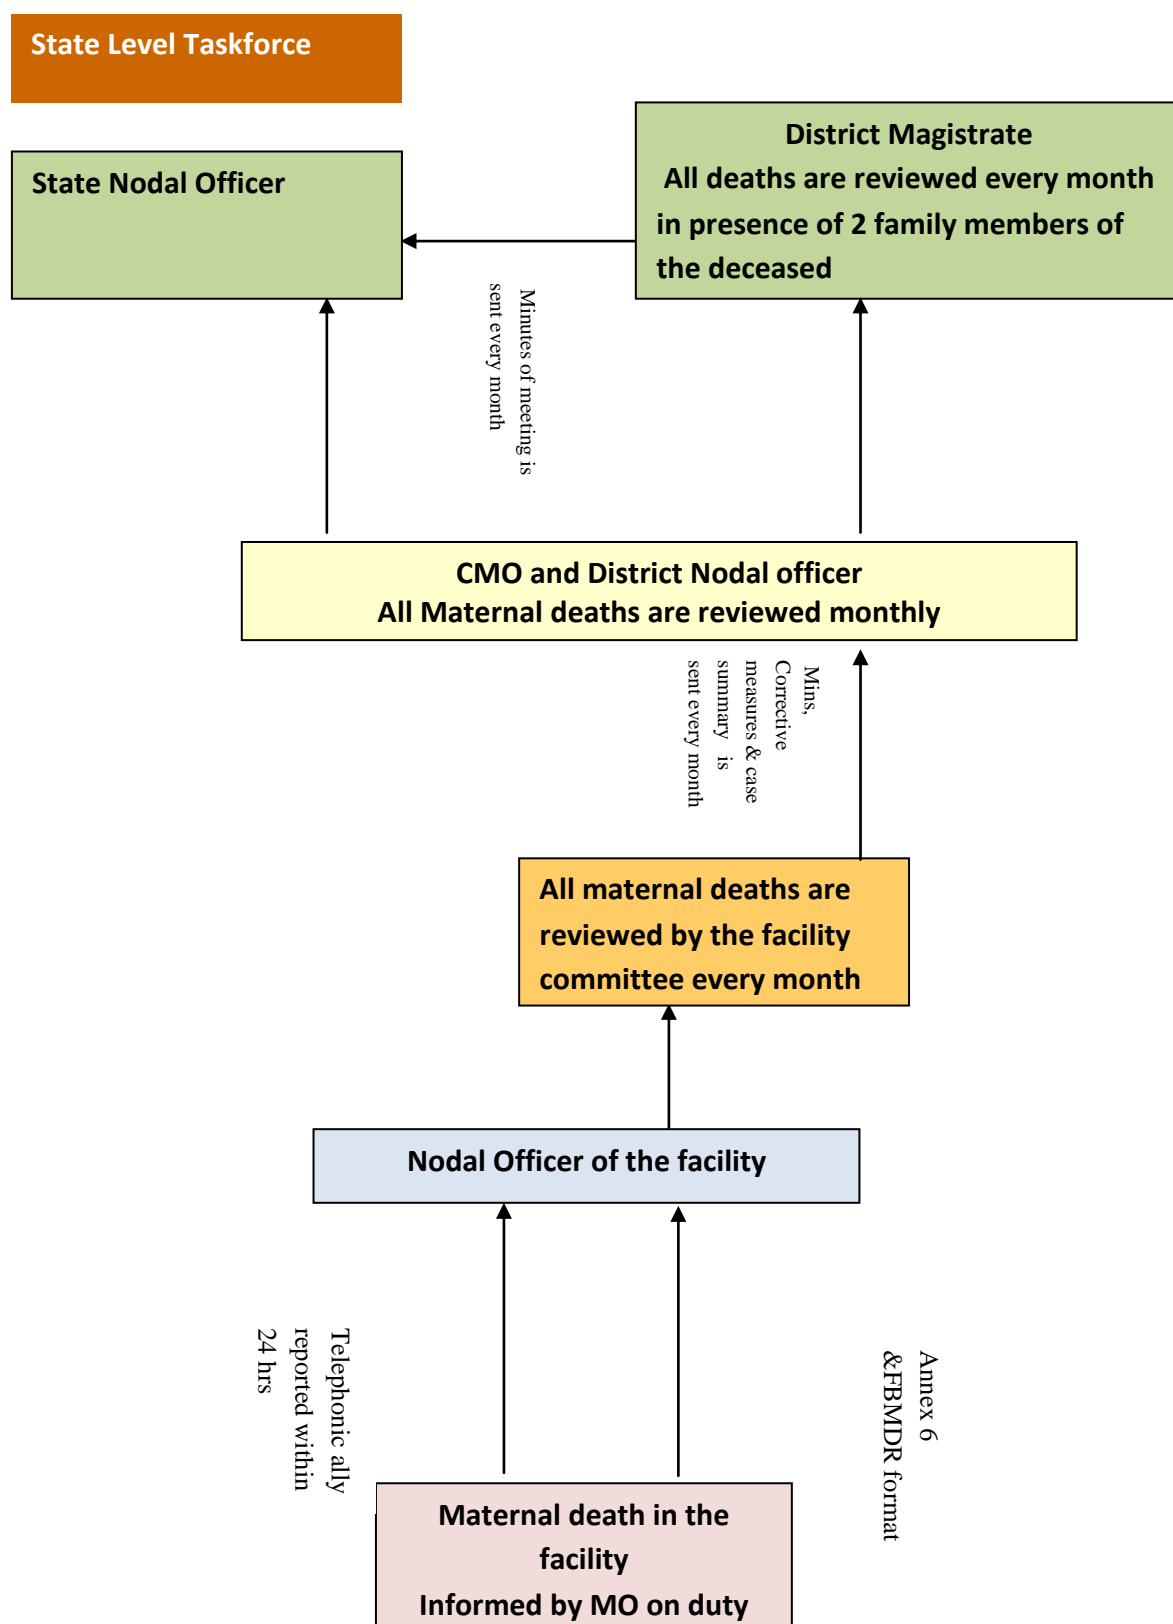 State Level Taskforce
State Nodal Officer
District Magistrate
All deaths are reviewed every month
in presence of 2 family members of
the deceased
Minutes of meeting is
sent every month
CMO and District Nodal officer
All Maternal deaths are reviewed monthly
Mins,
Corrective
measures & case
summary is
sent every month
All maternal deaths are
reviewed by the facility
committee every month
Nodal Officer of the facility
Telephonic ally
reported within
24 hrs
Annex 6
&FBMDR format
Maternal death in the
facility
Informed by MO on duty